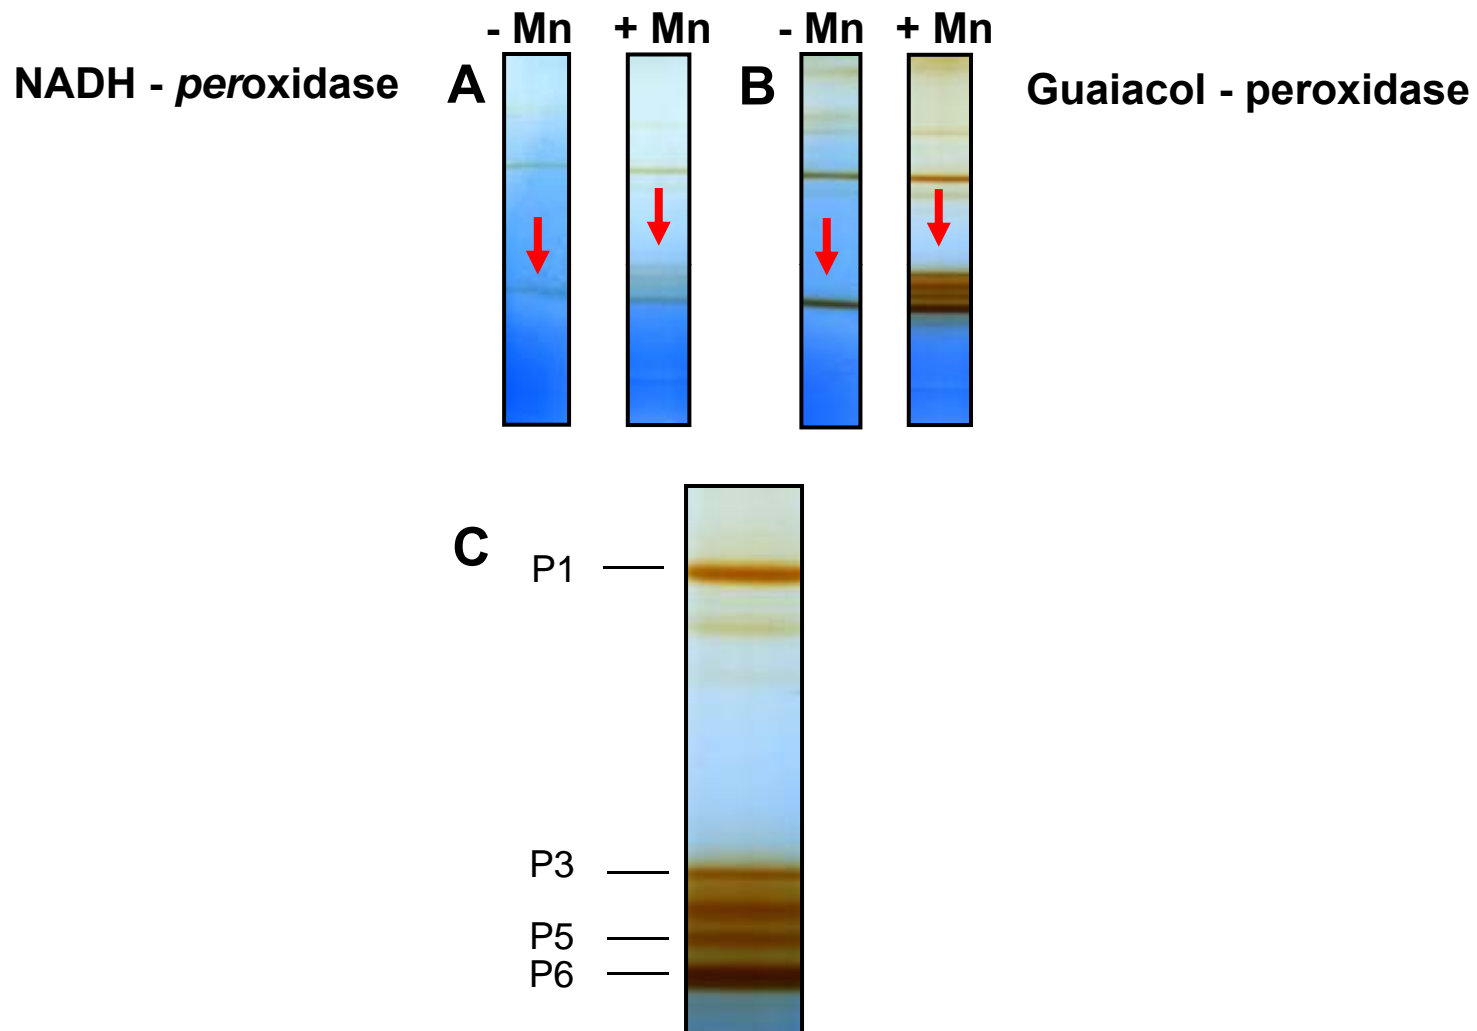 - Mn + Mn - Mn + Mn
NADH - peroxidase A B Guaiacol - peroxidase
C
P1
P3
P5
P6